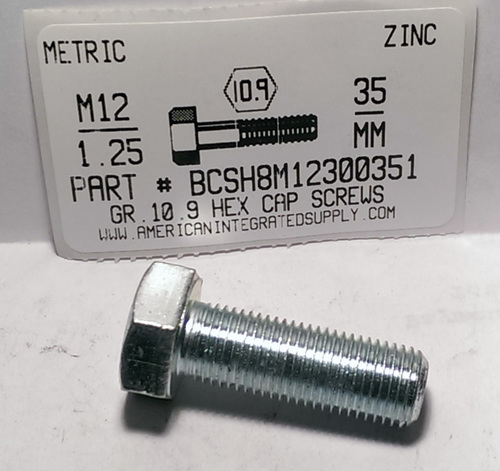 METRIC ZINC
10.9
M12 35
1.25 MM
PART # BCSH8M12300351
GR.10.9 HEX CAP SCREWS
WWW.AMERICANINTEGRATEDSUPPLY.COM